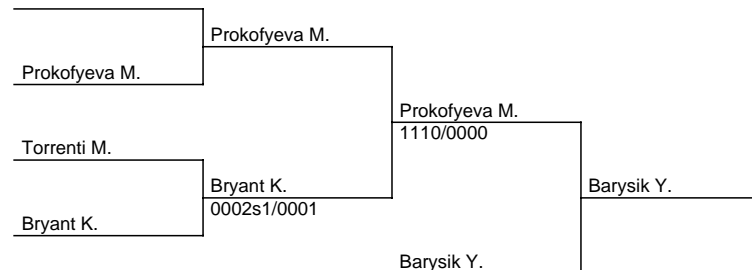 Prokofyeva M.
Prokofyeva M.
Prokofyeva M.
1110/0000
Torrenti M.
Bryant K.
0002s1/0001
Barysik Y.
Bryant K.
Barysik Y.